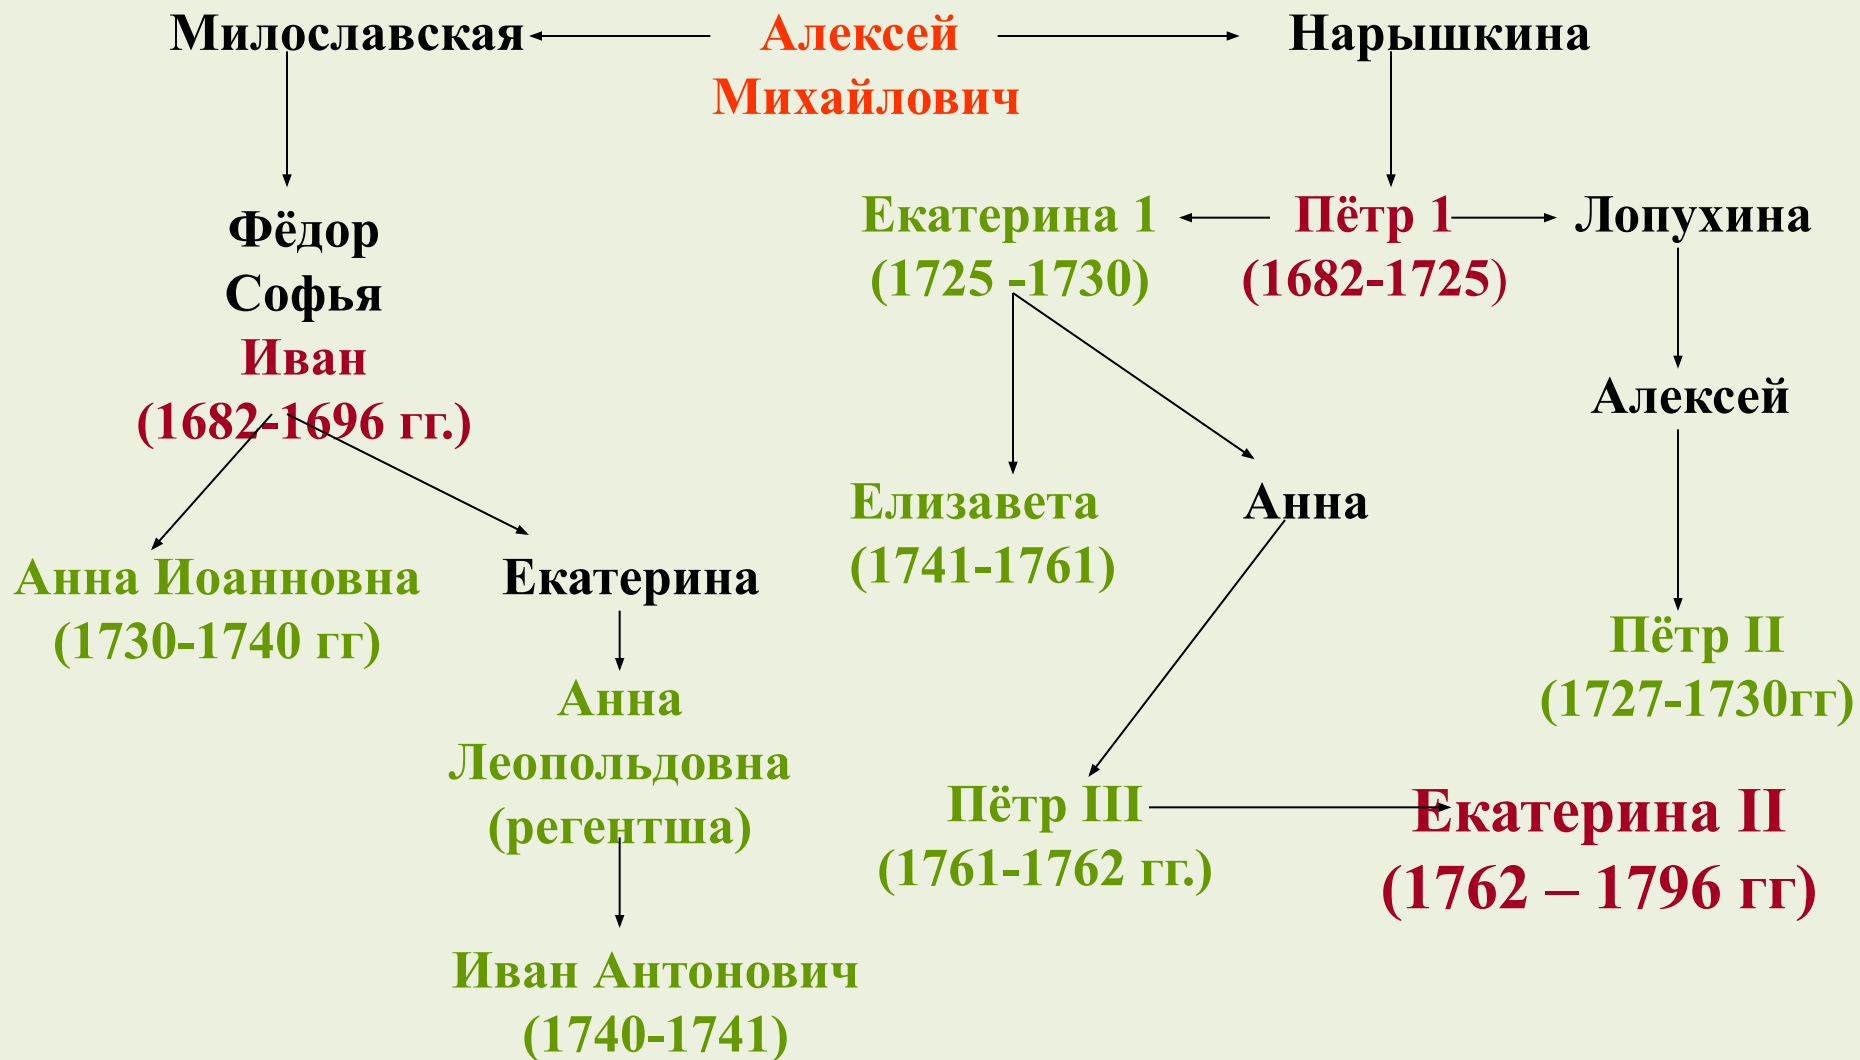 Милославская
Алексей
Михайлович
Нарышкина
Фёдор
Софья
Иван
(1682-1696 гг.)
Екатерина 1
(1725 -1730)
Пётр 1
(1682-1725)
Лопухина
Алексей
Елизавета
(1741-1761)
Анна
Анна Иоанновна
(1730-1740 гг)
Екатерина
Анна
Леопольдовна
(регентша)
Пётр II
(1727-1730гг)
Пётр III
(1761-1762 гг.)
Екатерина II
(1762 – 1796 гг)
Иван Антонович
(1740-1741)